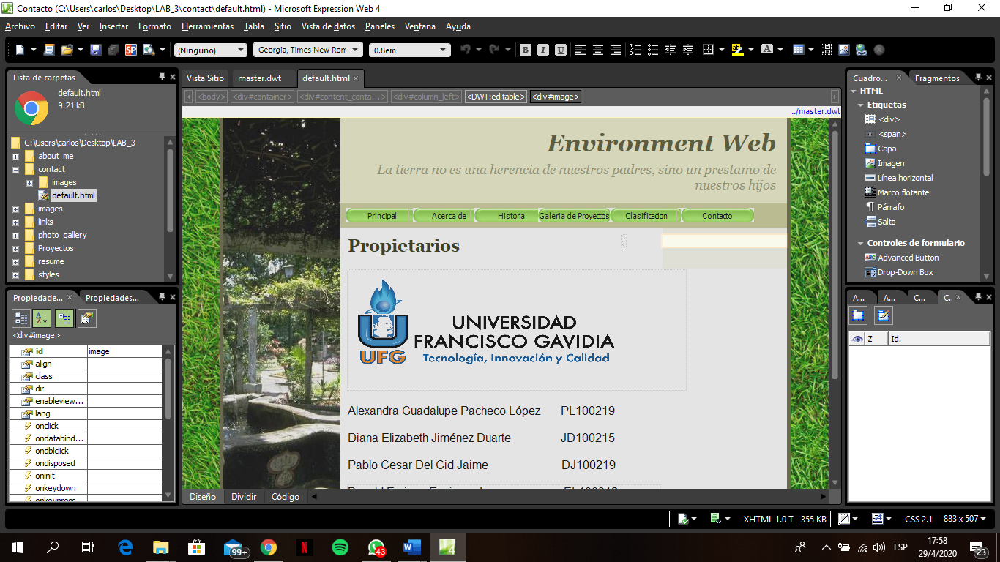 Contacto (C:\Users\carlos\Desktop\LAB_3\contact\default.html) - Microsoft Expression Web 4
Archivo Editar Ver Insertar Formato Herramientas Tabla Sitio Vista de datos Paneles Ventana Ayuda
(Ninguno) Georgia, Times New Rom 0.8em
Lista de carpetas
default.html
9.21 kB
C:\Users\carlos\Desktop\LAB_3
about_me
contact
images
default.html
images
links
photo_gallery
Proyectos
resume
styles
Propiedade... Propiedades...
<div#image>
id image
align
class
dir
enableview...
lang
onclick
ondatabind...
ondblclick
ondisposed
oninit
onkeydown
onkeypress
Vista Sitio master.dwt default.html
<body> <div#container> <div#content_conta...> <div#column_left> <DWT:editable> <div#image>
../master.dwt
Environment Web
La tierra no es una herencia de nuestros padres, sino un prestamo de
nuestros hijos
Principal Acerca de Historia Galeria de Proyectos Clasificacion Contacto
Propietarios
UFG
UNIVERSIDAD
FRANCISCO GAVIDIA
Tecnología, Innovación y Calidad
Alexandra Guadalupe Pacheco López PL100219
Diana Elizabeth Jiménez Duarte JD100215
Pablo Cesar Del Cid Jaime DJ100219
Diseño Dividir Código
Cuadro... Fragmentos
HTML
Etiquetas
<div>
<span>
Capa
Imagen
Línea horizontal
Marco flotante
Párrafo
Salto
Controles de formulario
Advanced Button
Drop-Down Box
A... A... C... C.
Z Id.
XHTML 1.0 T 355 KB CSS 2.1 883 x 507
99+ 43 ESP 17:58
29/4/2020 23